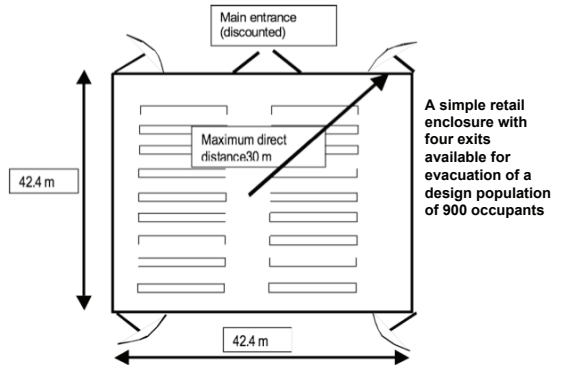 Main entrance
(discounted)
Maximum direct
distance30 m
A simple retail
enclosure with
four exits
available for
evacuation of a
design population
of 900 occupants
42.4 m
42.4 m